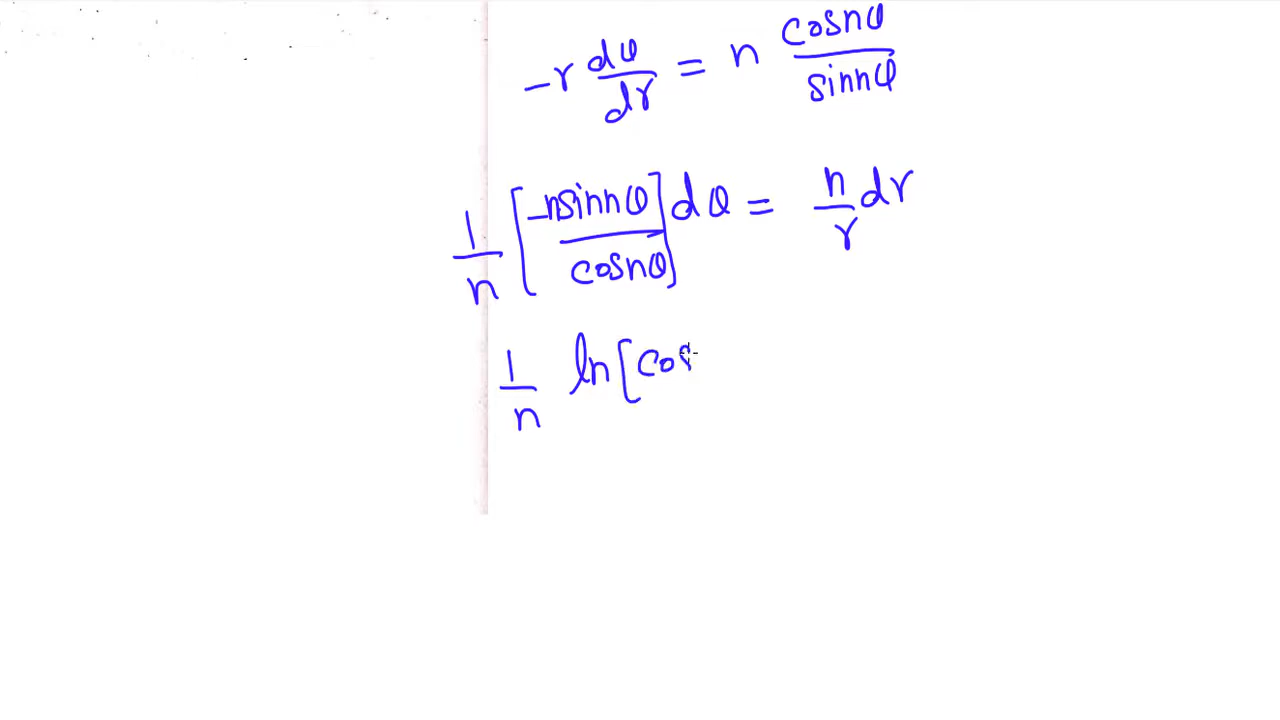 -r dθ/dr = n cosnθ/sinnθ
1/n [-nsinnθ/cosnθ] dθ = n/r dr
1/n ln[cos